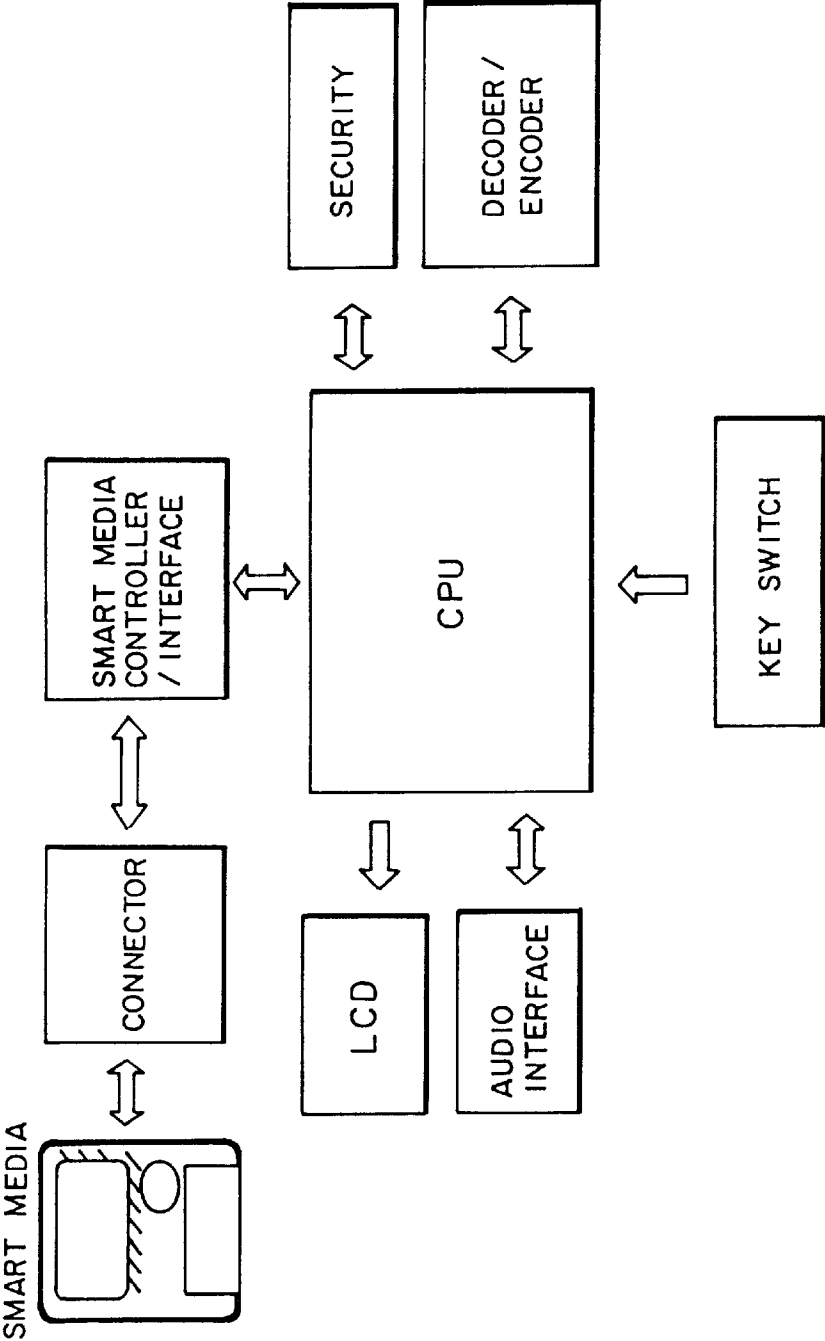 SMART MEDIA
CONNECTOR
SMART MEDIA
CONTROLLER
/ INTERFACE
LCD
AUDIO
INTERFACE
CPU
SECURITY
DECODER /
ENCODER
KEY SWITCH